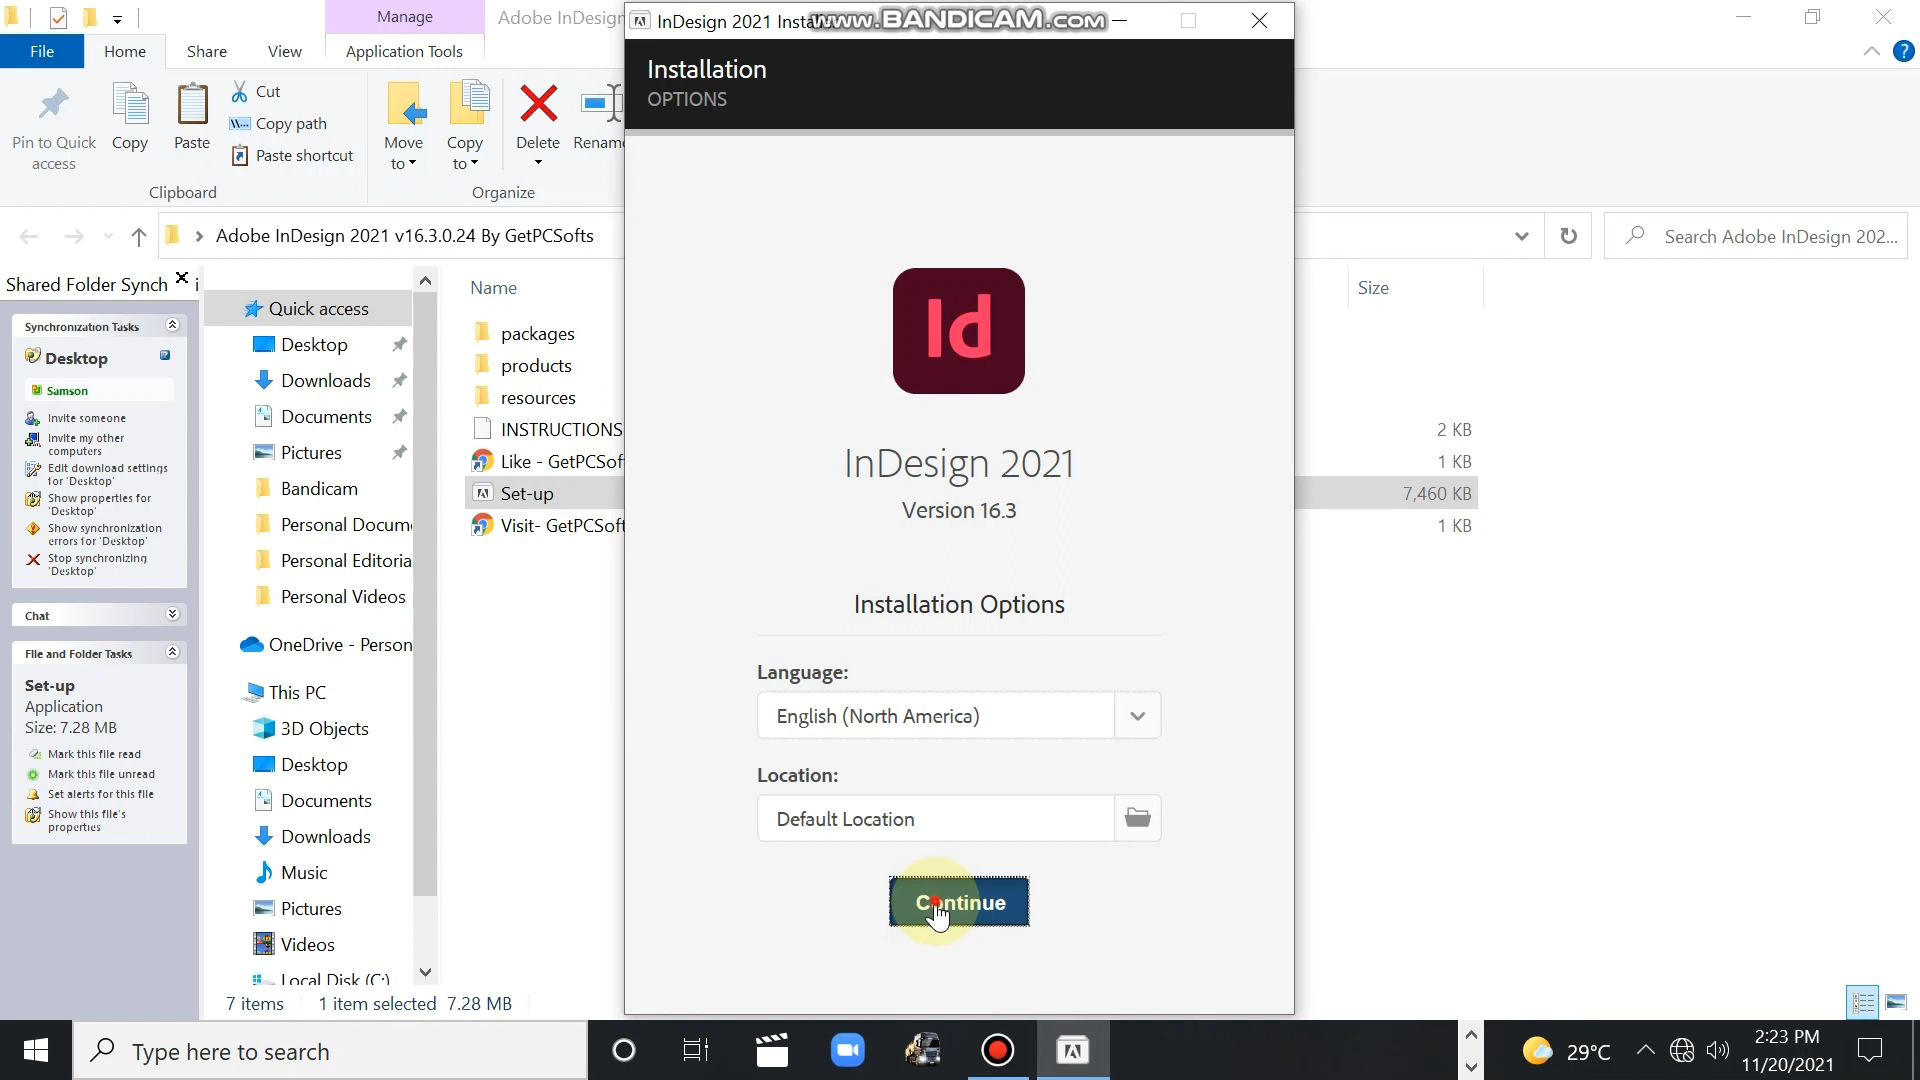 Manage
Adobe InDesign
InDesign 2021 Installer
www.BANDICAM.com
File
Home
Share
View
Application Tools
Pin to Quick access
Copy
Paste
Cut
Copy path
Paste shortcut
Move to
Copy to
Delete
Rename
Clipboard
Organize
Adobe InDesign 2021 v16.3.0.24 By GetPCSofts
Search Adobe InDesign 202...
Shared Folder Synch
Synchronization Tasks
Desktop
Samson
Invite someone
Invite my other
computers
Edit download settings
for 'Desktop'
Show properties for
'Desktop'
Show synchronization
errors for 'Desktop'
Stop synchronizing
'Desktop'
Chat
File and Folder Tasks
Set-up
Application
Size: 7.28 MB
Mark this file read
Mark this file unread
Set alerts for this file
Show this file's
properties
Quick access
Desktop
Downloads
Documents
Pictures
Bandicam
Personal Docum
Personal Editoria
Personal Videos
OneDrive - Person
This PC
3D Objects
Desktop
Documents
Downloads
Music
Pictures
Videos
Local Disk (C:)
Name
Size
packages
products
resources
INSTRUCTIONS
2 KB
Like - GetPCSof
1 KB
Set-up
7,460 KB
Visit- GetPCSoft
1 KB
Installation
OPTIONS
Id
InDesign 2021
Version 16.3
Installation Options
Language:
English (North America)
Location:
Default Location
Continue
7 items
1 item selected 7.28 MB
Type here to search
29°C
2:23 PM
11/20/2021